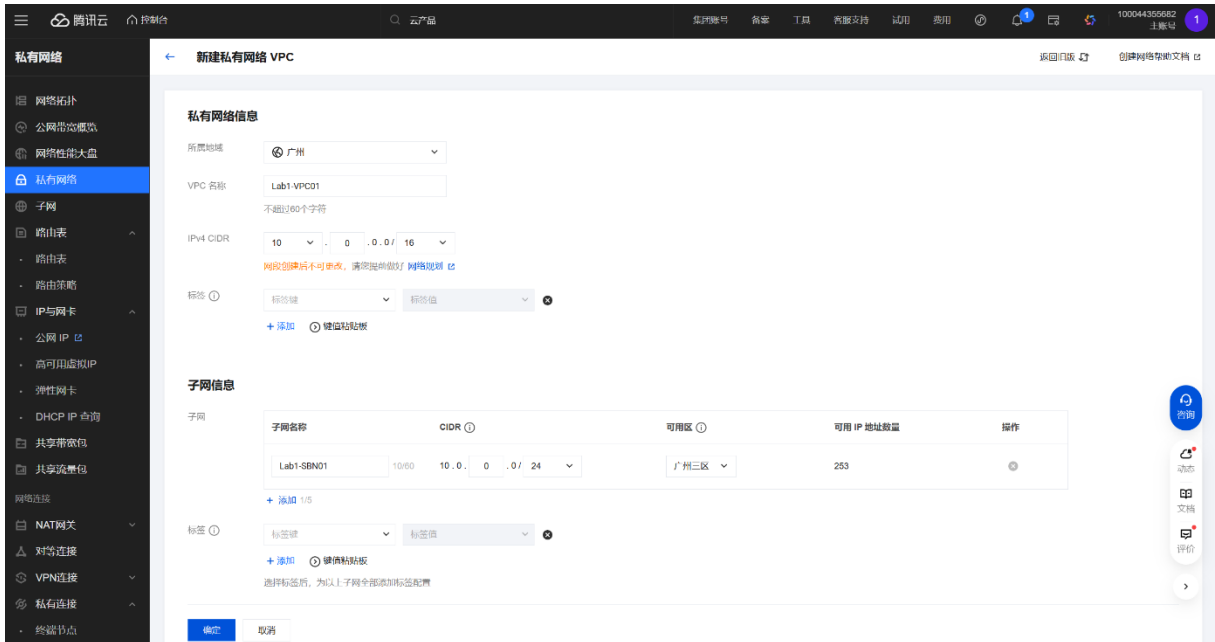 腾讯云 控制台 云产品 集团账号 备案 工具 客服支持 试用 费用 1 100044355682 主账号 1
私有网络
网络拓扑
公网带宽概览
网络性能大盘
私有网络
子网
路由表
· 路由表
· 路由策略
IP与网卡
· 公网 IP
· 高可用虚拟IP
· 弹性网卡
· DHCP IP 查询
共享带宽包
共享流量包
网络连接
NAT网关
对等连接
VPN连接
私有连接
· 终端节点
← 新建私有网络 VPC 返回旧版 创建网络帮助文档
私有网络信息
所属地域 广州
VPC 名称 Lab1-VPC01
不超过60个字符
IPv4 CIDR 10 . 0 .0.0/ 16
网段创建后不可更改，请您提前做好 网络规划
标签 标签键 标签值
+ 添加 键值粘贴板
子网信息
子网
子网名称 CIDR 可用区 可用 IP 地址数量 操作
Lab1-SBN01 10/60 10.0. 0 .0/ 24 广州三区 253
+ 添加 1/5
标签 标签键 标签值
+ 添加 键值粘贴板
选择标签后，为以上子网全部添加标签配置
确定 取消
咨询
动态
文档
评价